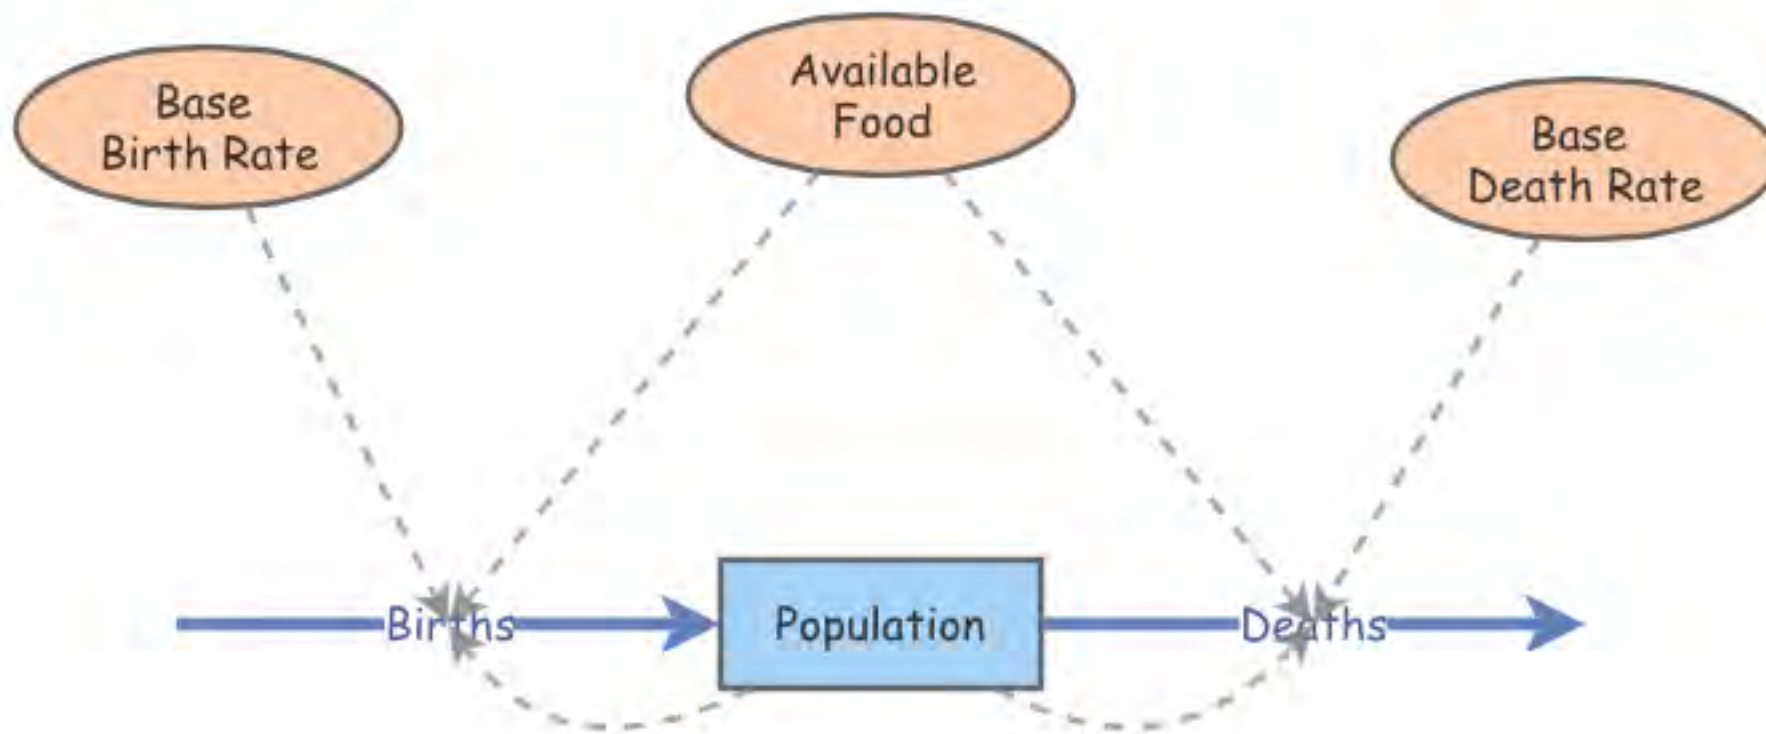 Base
Birth Rate
Available
Food
Base
Death Rate
Births
Population
Deaths